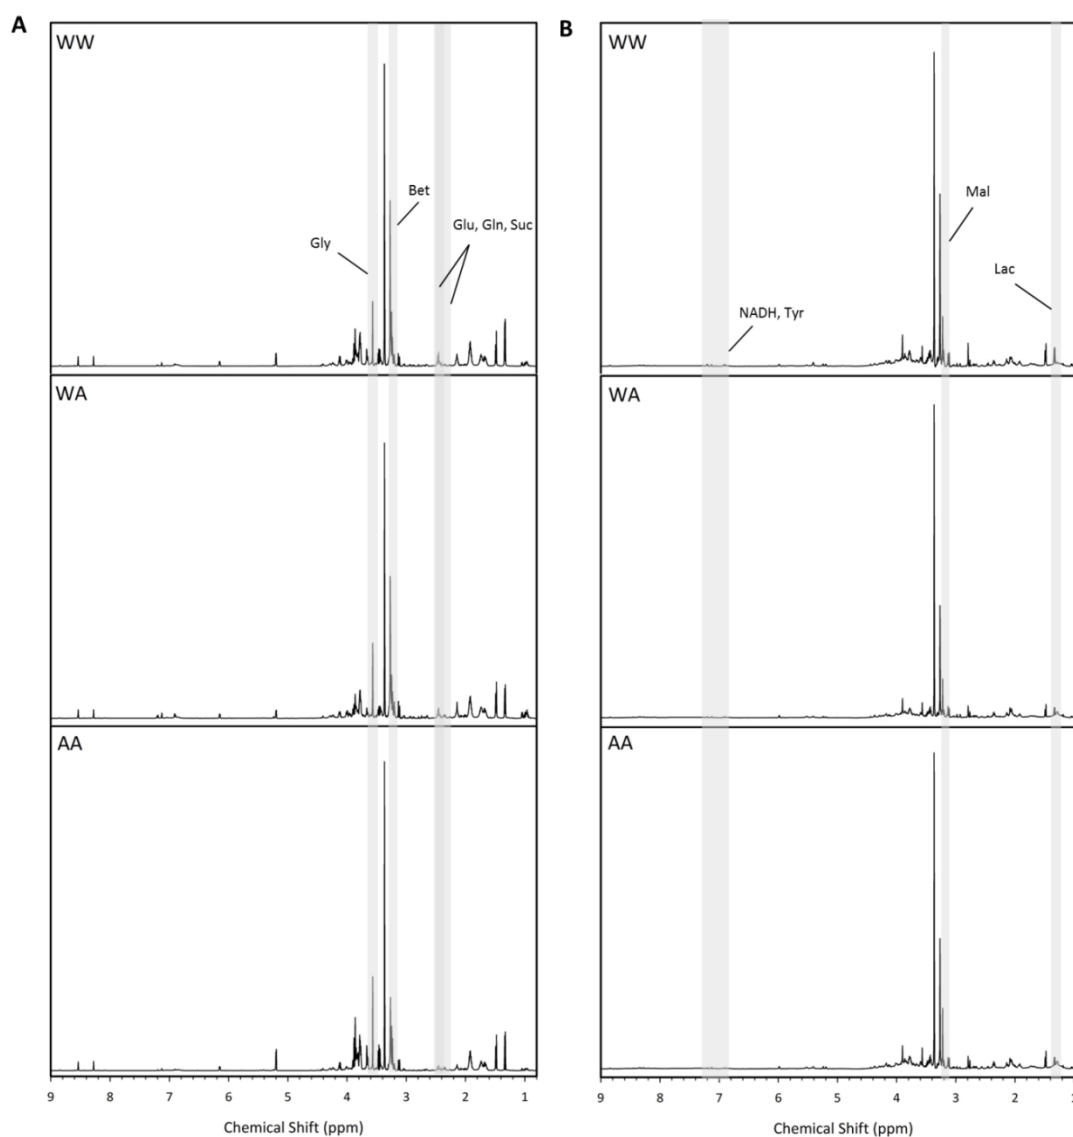 A
WW
Gly
Bet
Glu, Gln, Suc
WA
AA
9 8 7 6 5 4 3 2 1
Chemical Shift (ppm)
B
WW
NADH, Tyr
Mal
Lac
WA
AA
9 8 7 6 5 4 3 2 1
Chemical Shift (ppm)